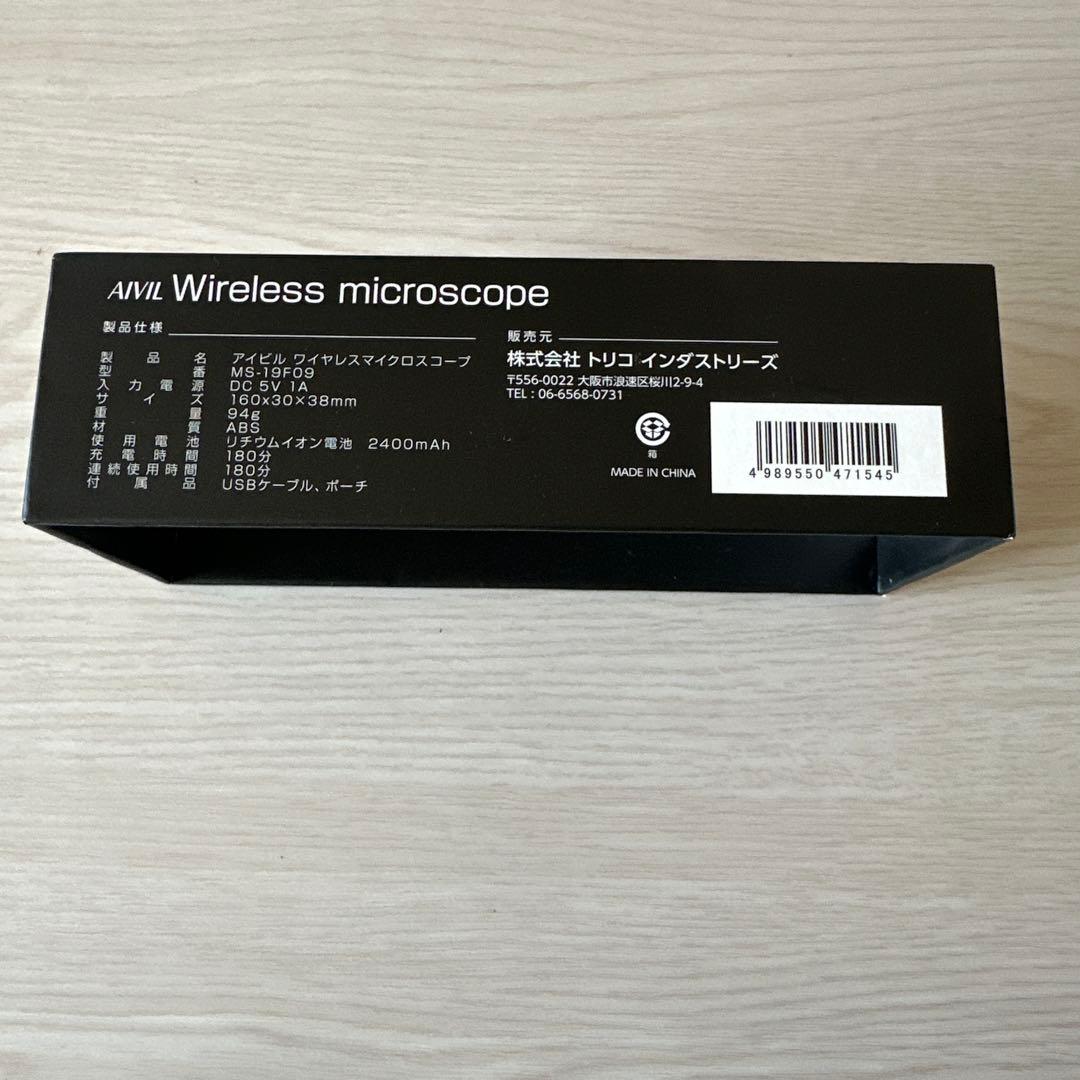 AIVIL Wireless microscope
製品仕様
製品名 アイビル ワイヤレスマイクロスコープ
型番 MS-19F09
入力電源 DC 5V 1A
サイズ 160x30×38mm
重量 94g
材質 ABS
使用電池 リチウムイオン電池 2400mAh
充電時間 180分
連続使用時間 180分
付属品 USBケーブル、ポーチ
販売元
株式会社 トリコ インダストリーズ
〒556-0022 大阪市浪速区桜川2-9-4
TEL : 06-6568-0731
箱
MADE IN CHINA
4 989550 471545